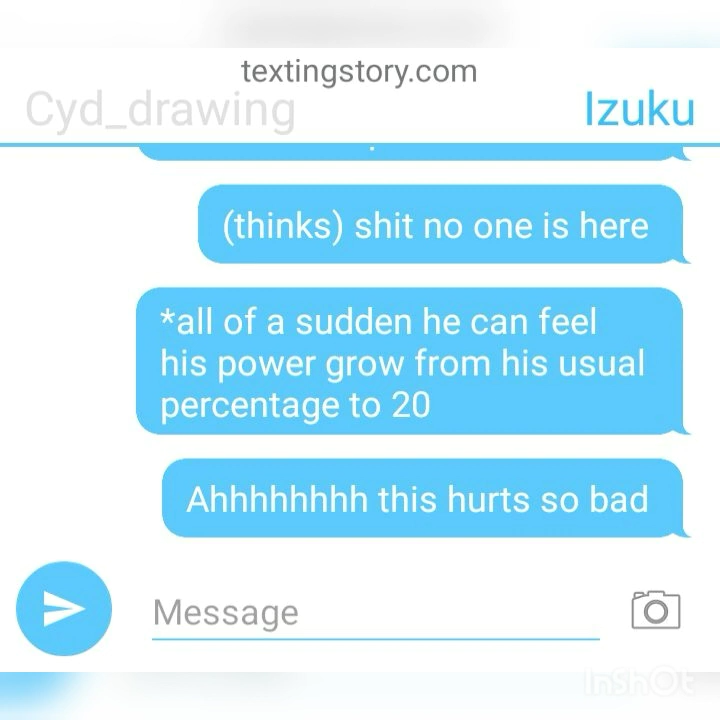 textingstory.com
Cyd_drawing
Izuku
(thinks) shit no one is here
*all of a sudden he can feel
his power grow from his usual
percentage to 20
Ahhhhhhhh this hurts so bad
Message
InShOt